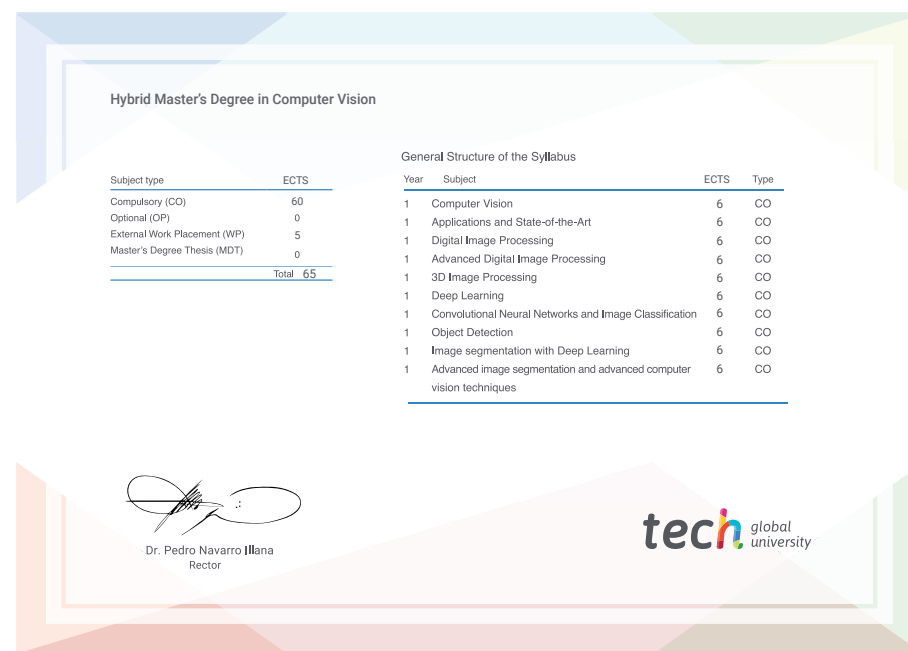 Hybrid Master's Degree in Computer Vision
Subject type ECTS
Compulsory (CO) 60
Optional (OP) 0
External Work Placement (WP) 5
Master's Degree Thesis (MDT) 0
Total 65
General Structure of the Syllabus
Year Subject ECTS Type
1 Computer Vision 6 CO
1 Applications and State-of-the-Art 6 CO
1 Digital Image Processing 6 CO
1 Advanced Digital Image Processing 6 CO
1 3D Image Processing 6 CO
1 Deep Learning 6 CO
1 Convolutional Neural Networks and Image Classification 6 CO
1 Object Detection 6 CO
1 Image segmentation with Deep Learning 6 CO
1 Advanced image segmentation and advanced computer 6 CO
vision techniques
Dr. Pedro Navarro Illana
Rector
tech global
university